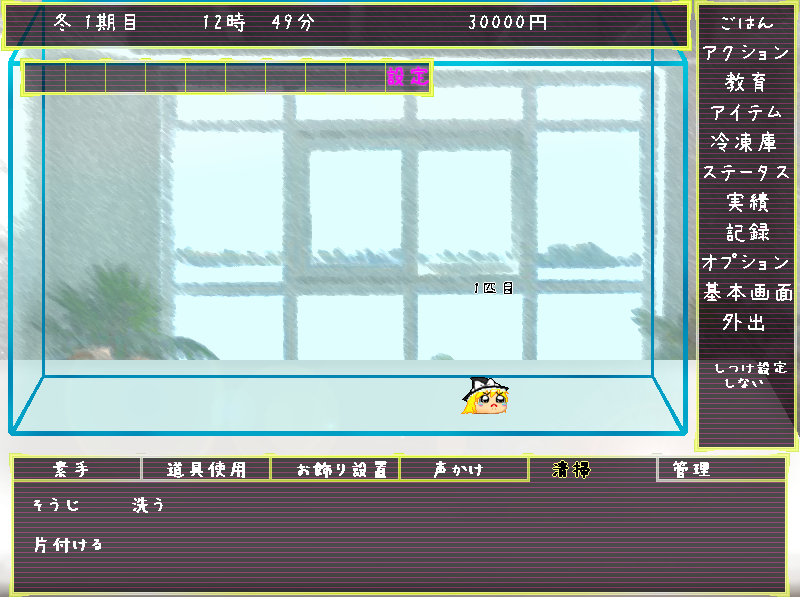 冬 1期目 12時 49分 30000円
設定
1匹目
ごはん
アクション
教育
アイテム
冷凍庫
ステータス
実績
記録
オプション
基本画面
外出
しつけ設定
しない
素手 道具使用 お飾り設置 声かけ 清掃 管理
そうじ 洗う
片付ける